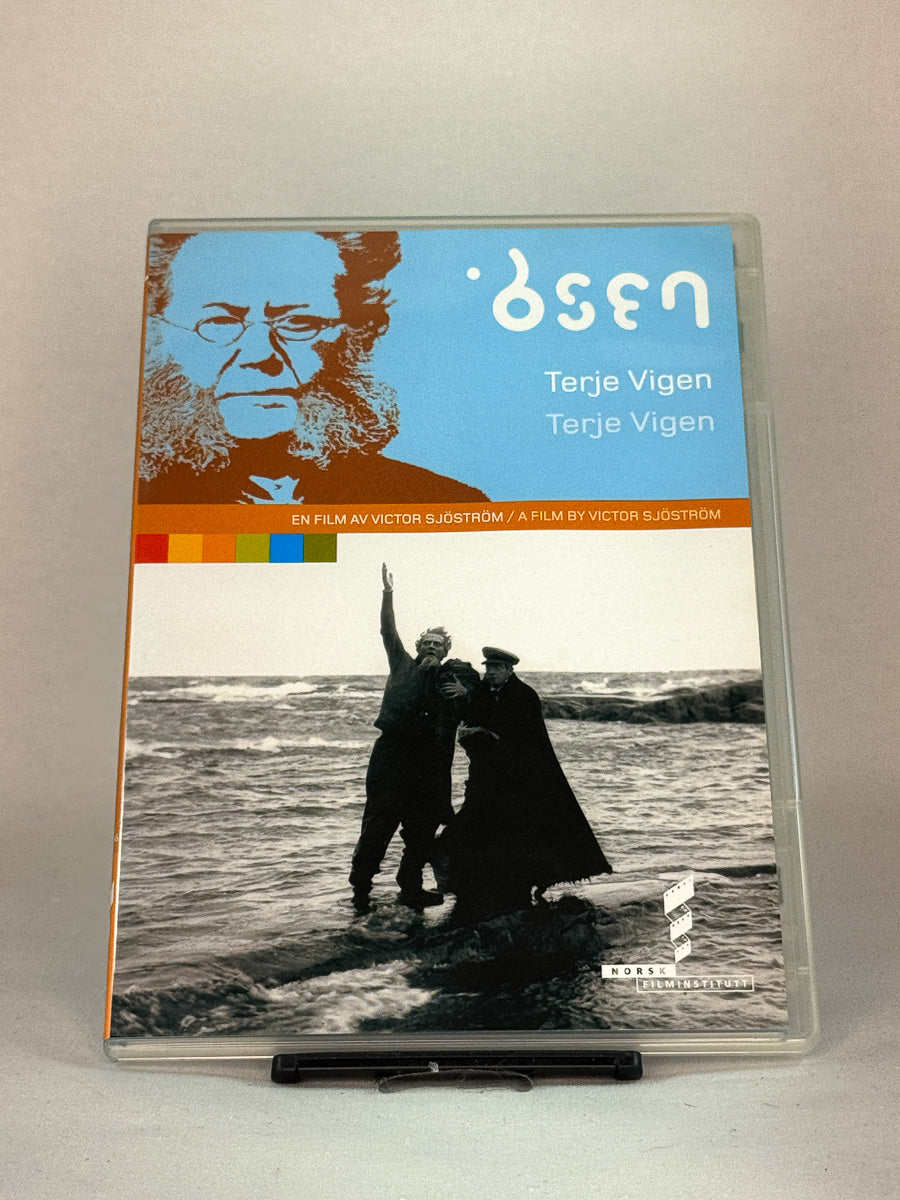 ibsen
Terje Vigen
Terje Vigen
EN FILM AV VICTOR SJÖSTRÖM / A FILM BY VICTOR SJÖSTRÖM
NORSK
FILMINSTITUTT